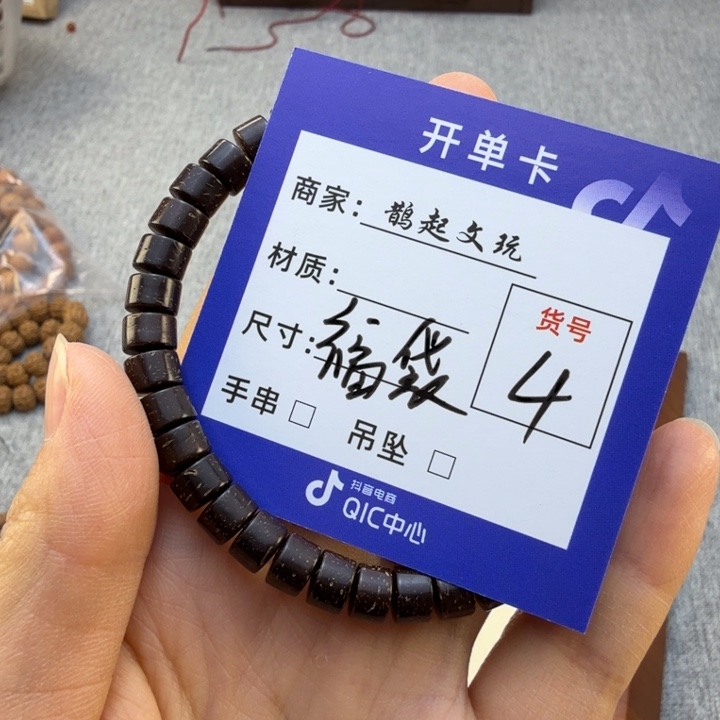 开单卡
商家：鹊起文玩
材质：
尺寸：福袋
货号
4
手串 □ 吊坠 □
抖音电商
QIC中心